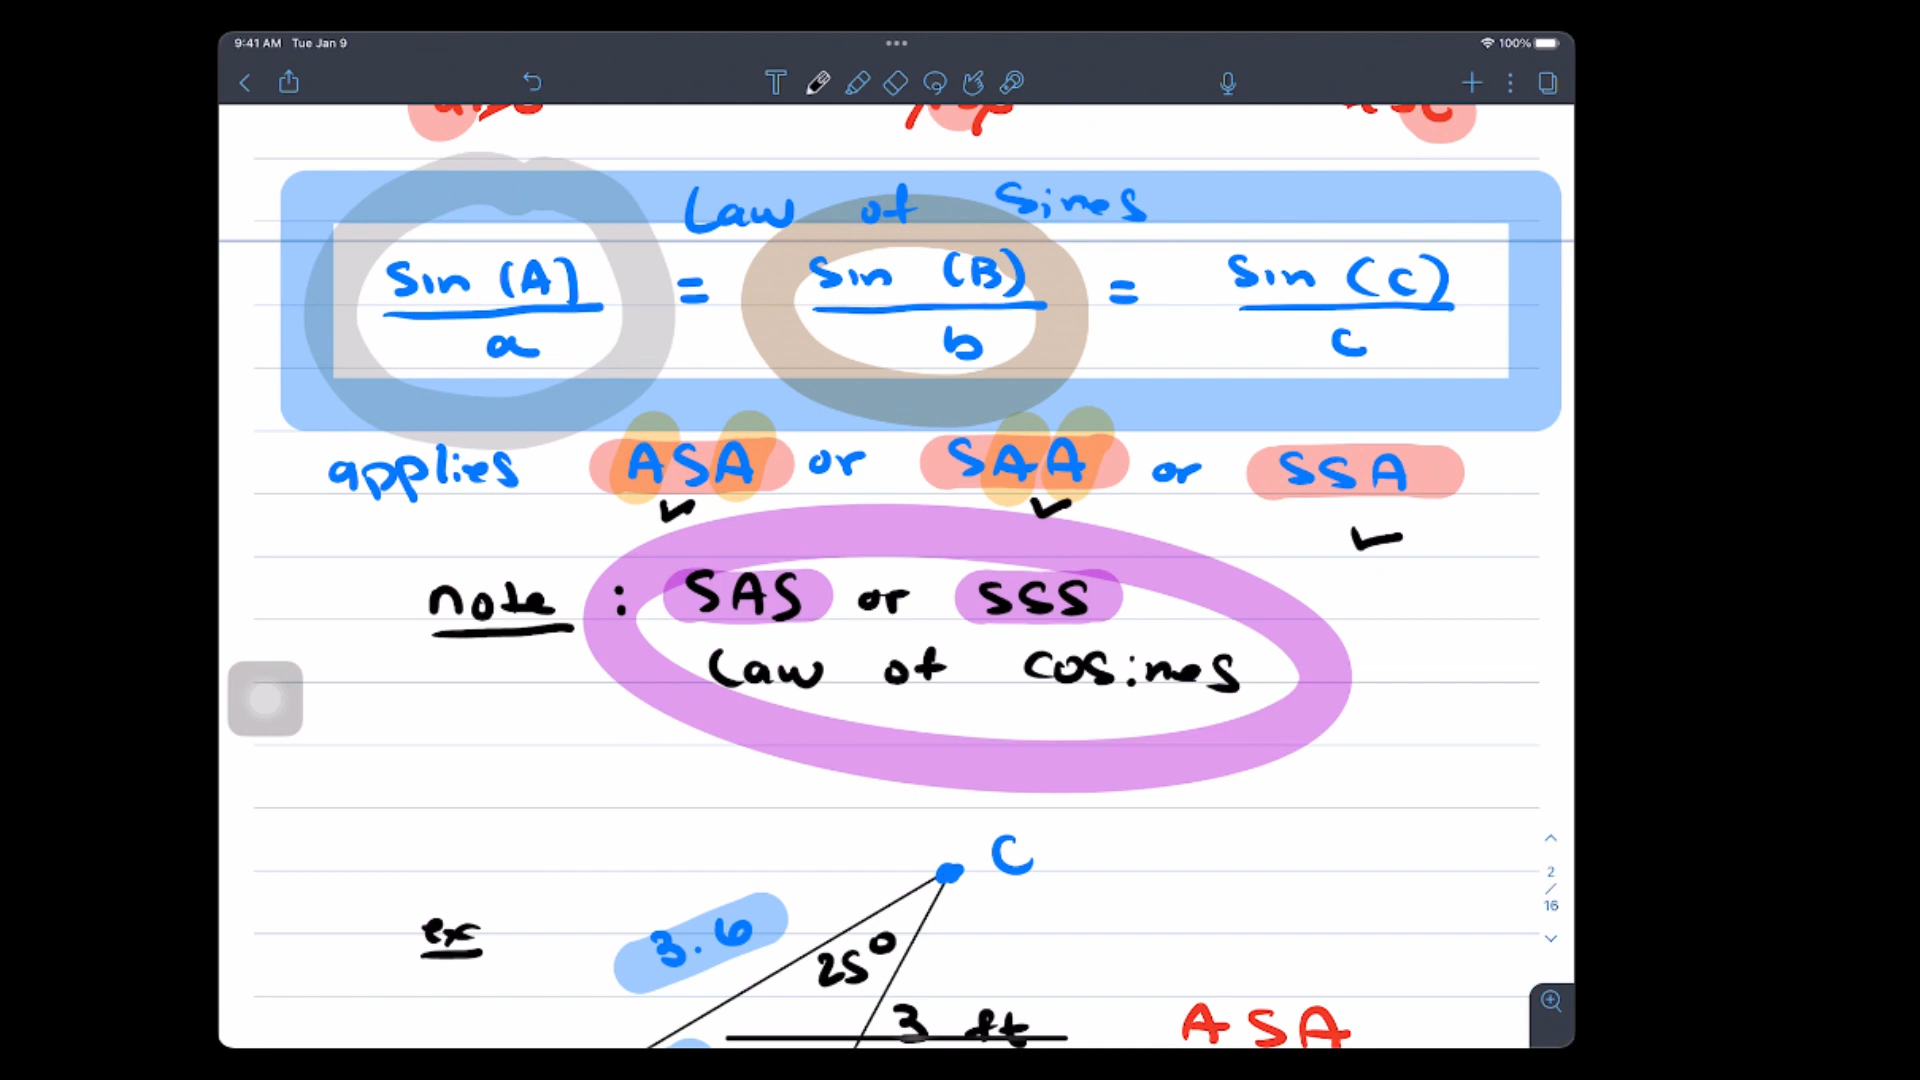 9:41 AM Tue Jan 9
100%
T
Law of Sines
Sin (A) / a = Sin (B) / b = Sin (C) / c
applies ASA or SAA or SSA
note : SAS or SSS
Law of Cosines
C
ex 3.6
25°
3 ft ASA
2
/
16